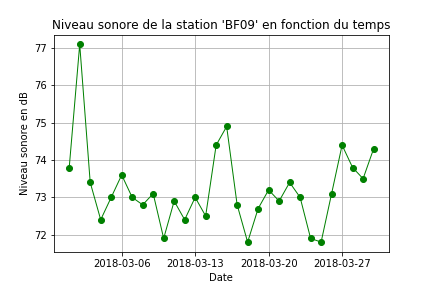 Niveau sonore de la station 'BF09' en fonction du temps
77
76
75
74
73
72
Niveau sonore en dB
2018-03-06 2018-03-13 2018-03-20 2018-03-27
Date